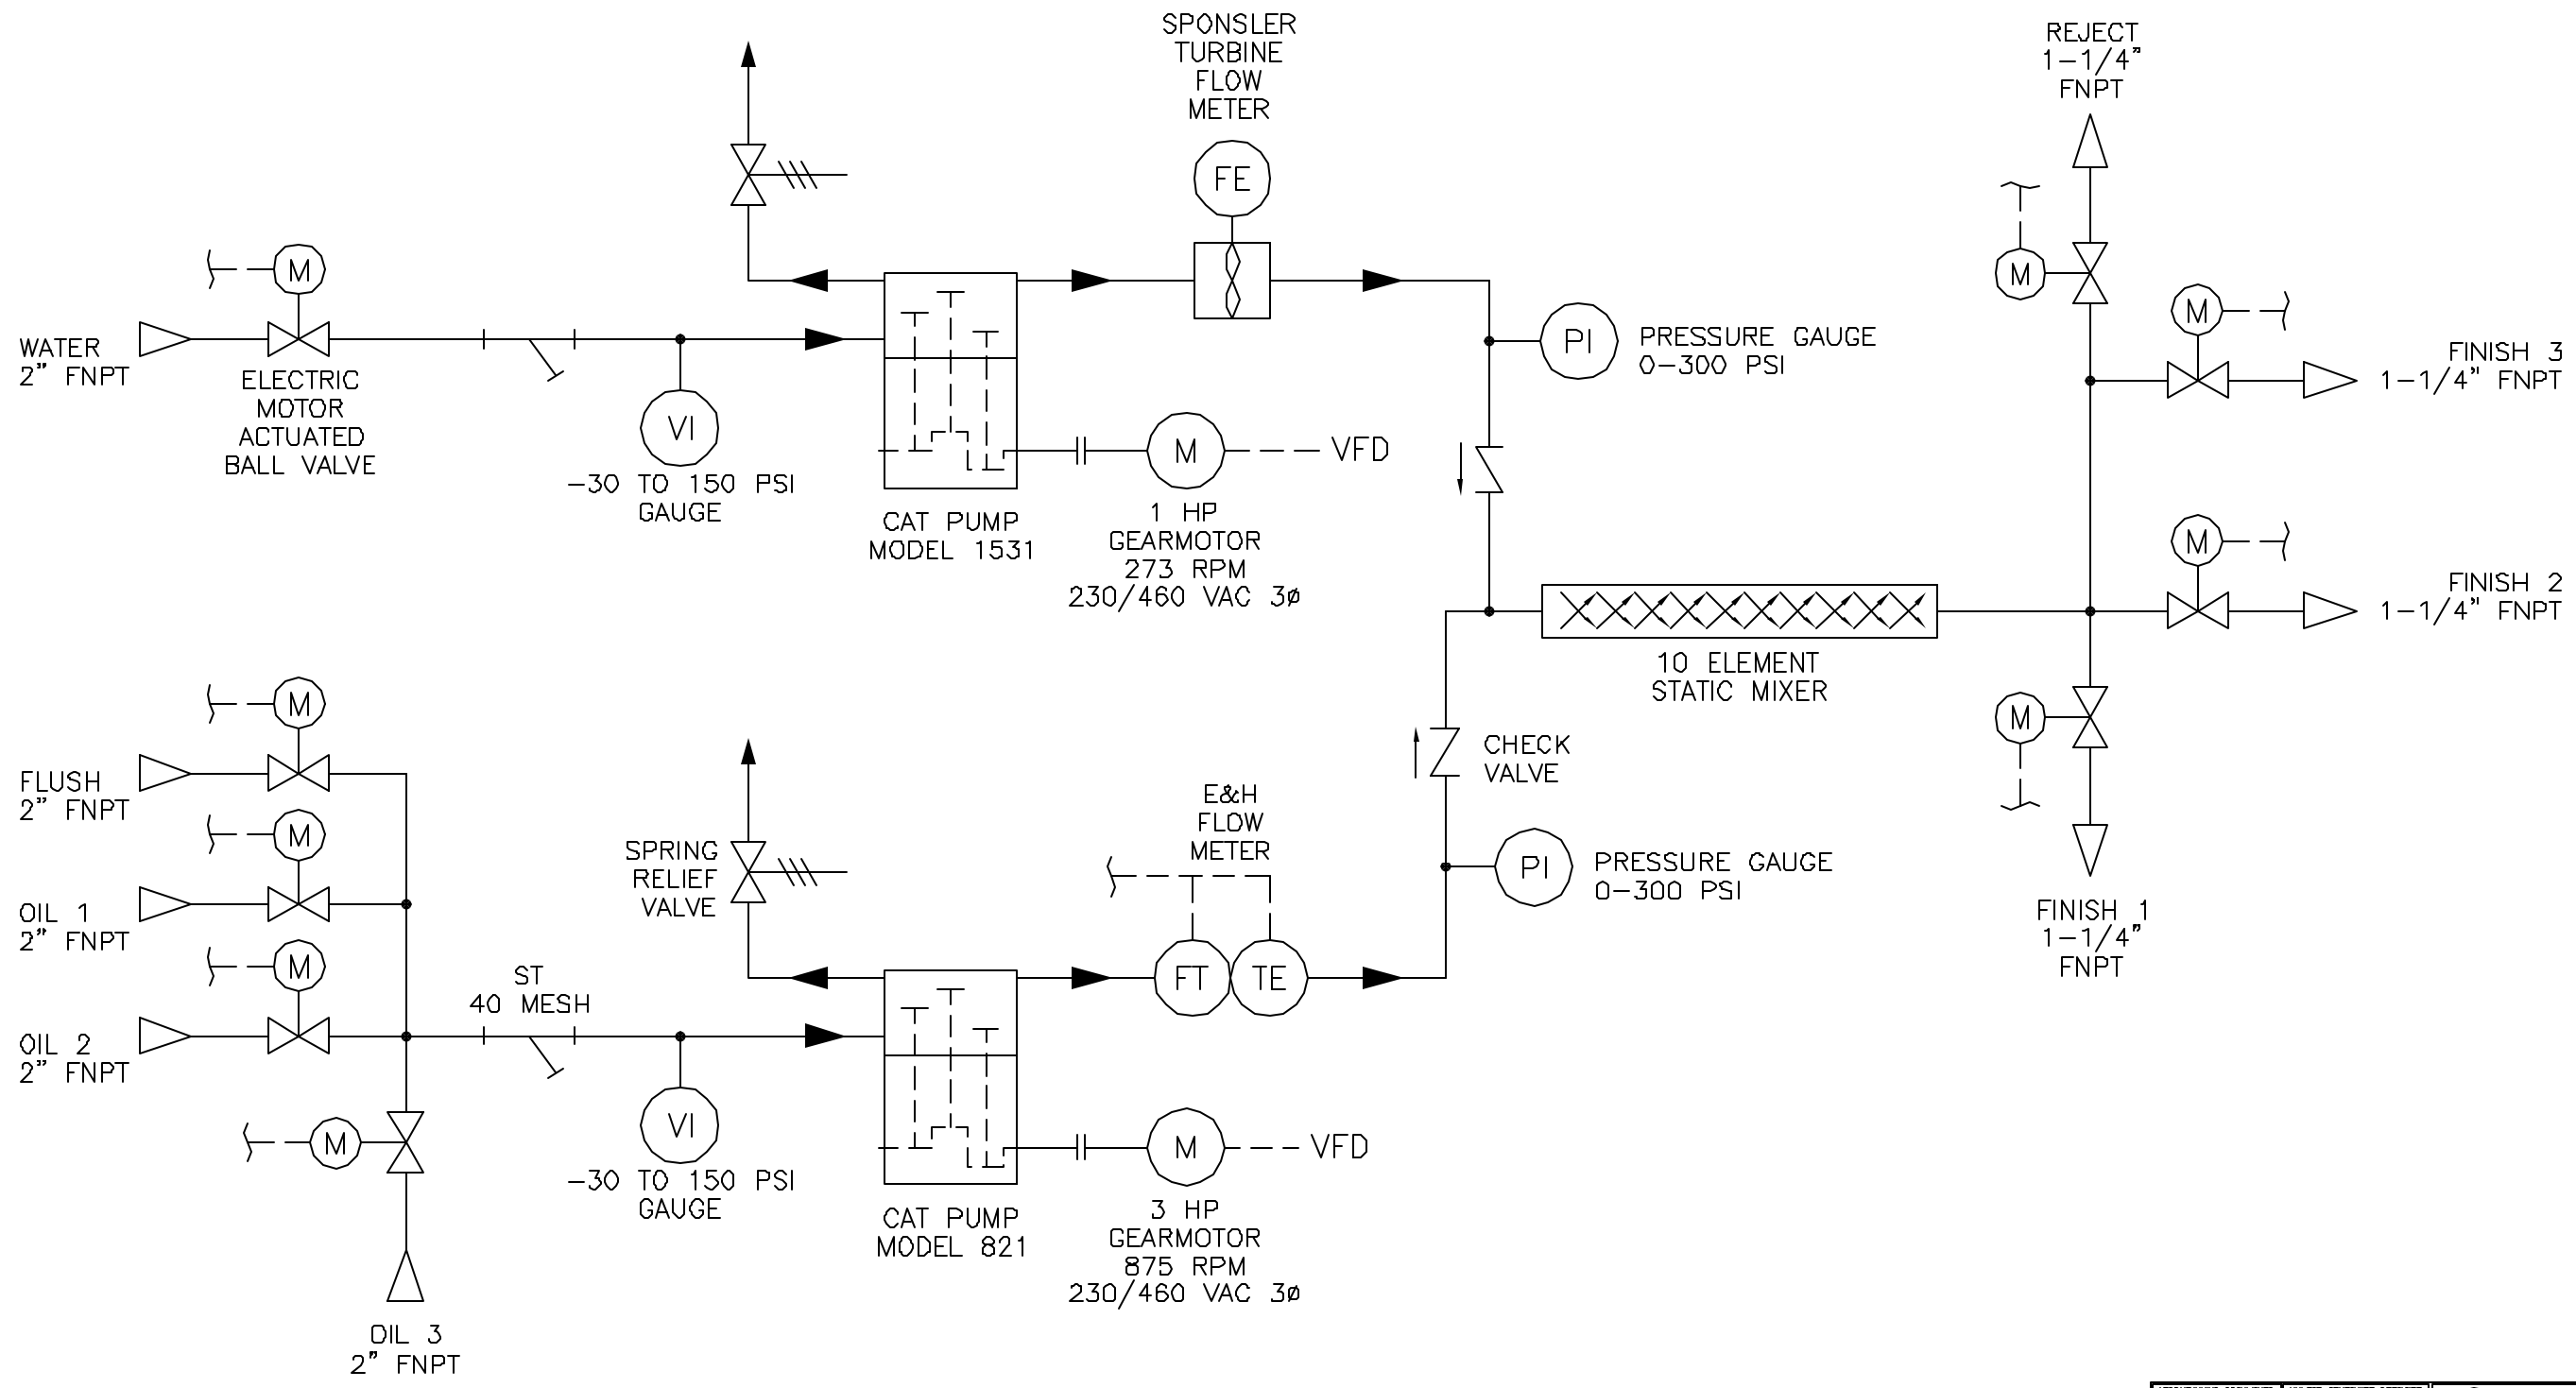 SPONSLER
TURBINE
FLOW
METER
FE
REJECT
1-1/4"
FNPT
M
M
M
WATER
2" FNPT
ELECTRIC
MOTOR
ACTUATED
BALL VALVE
VI
-30 TO 150 PSI
GAUGE
CAT PUMP
MODEL 1531
M
VFD
1 HP
GEARMOTOR
273 RPM
230/460 VAC 3ø
PI
PRESSURE GAUGE
0-300 PSI
FINISH 3
1-1/4" FNPT
M
FINISH 2
1-1/4" FNPT
10 ELEMENT
STATIC MIXER
M
FINISH 1
1-1/4"
FNPT
M
FLUSH
2" FNPT
M
OIL 1
2" FNPT
M
OIL 2
2" FNPT
ST
40 MESH
M
OIL 3
2" FNPT
SPRING
RELIEF
VALVE
VI
-30 TO 150 PSI
GAUGE
CAT PUMP
MODEL 821
E&H
FLOW
METER
FT
TE
M
VFD
3 HP
GEARMOTOR
875 RPM
230/460 VAC 3ø
CHECK
VALVE
PI
PRESSURE GAUGE
0-300 PSI